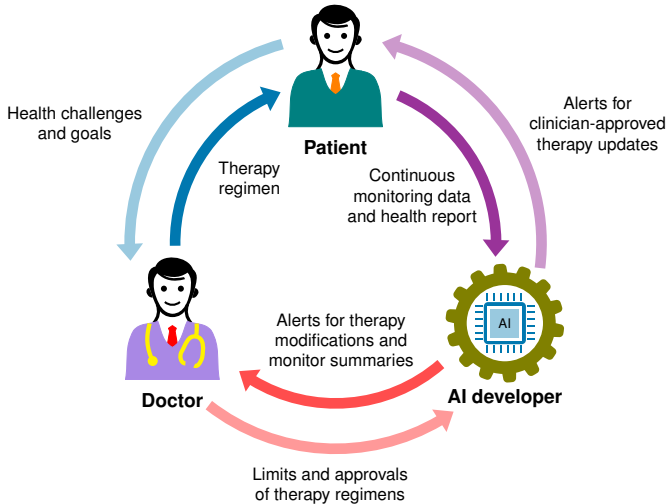 Health challenges
and goals
Patient
Alerts for
clinician-approved
therapy updates
Therapy
regimen
Continuous
monitoring data
and health report
AI
Alerts for therapy
modifications and
monitor summaries
Doctor
AI developer
Limits and approvals
of therapy regimens